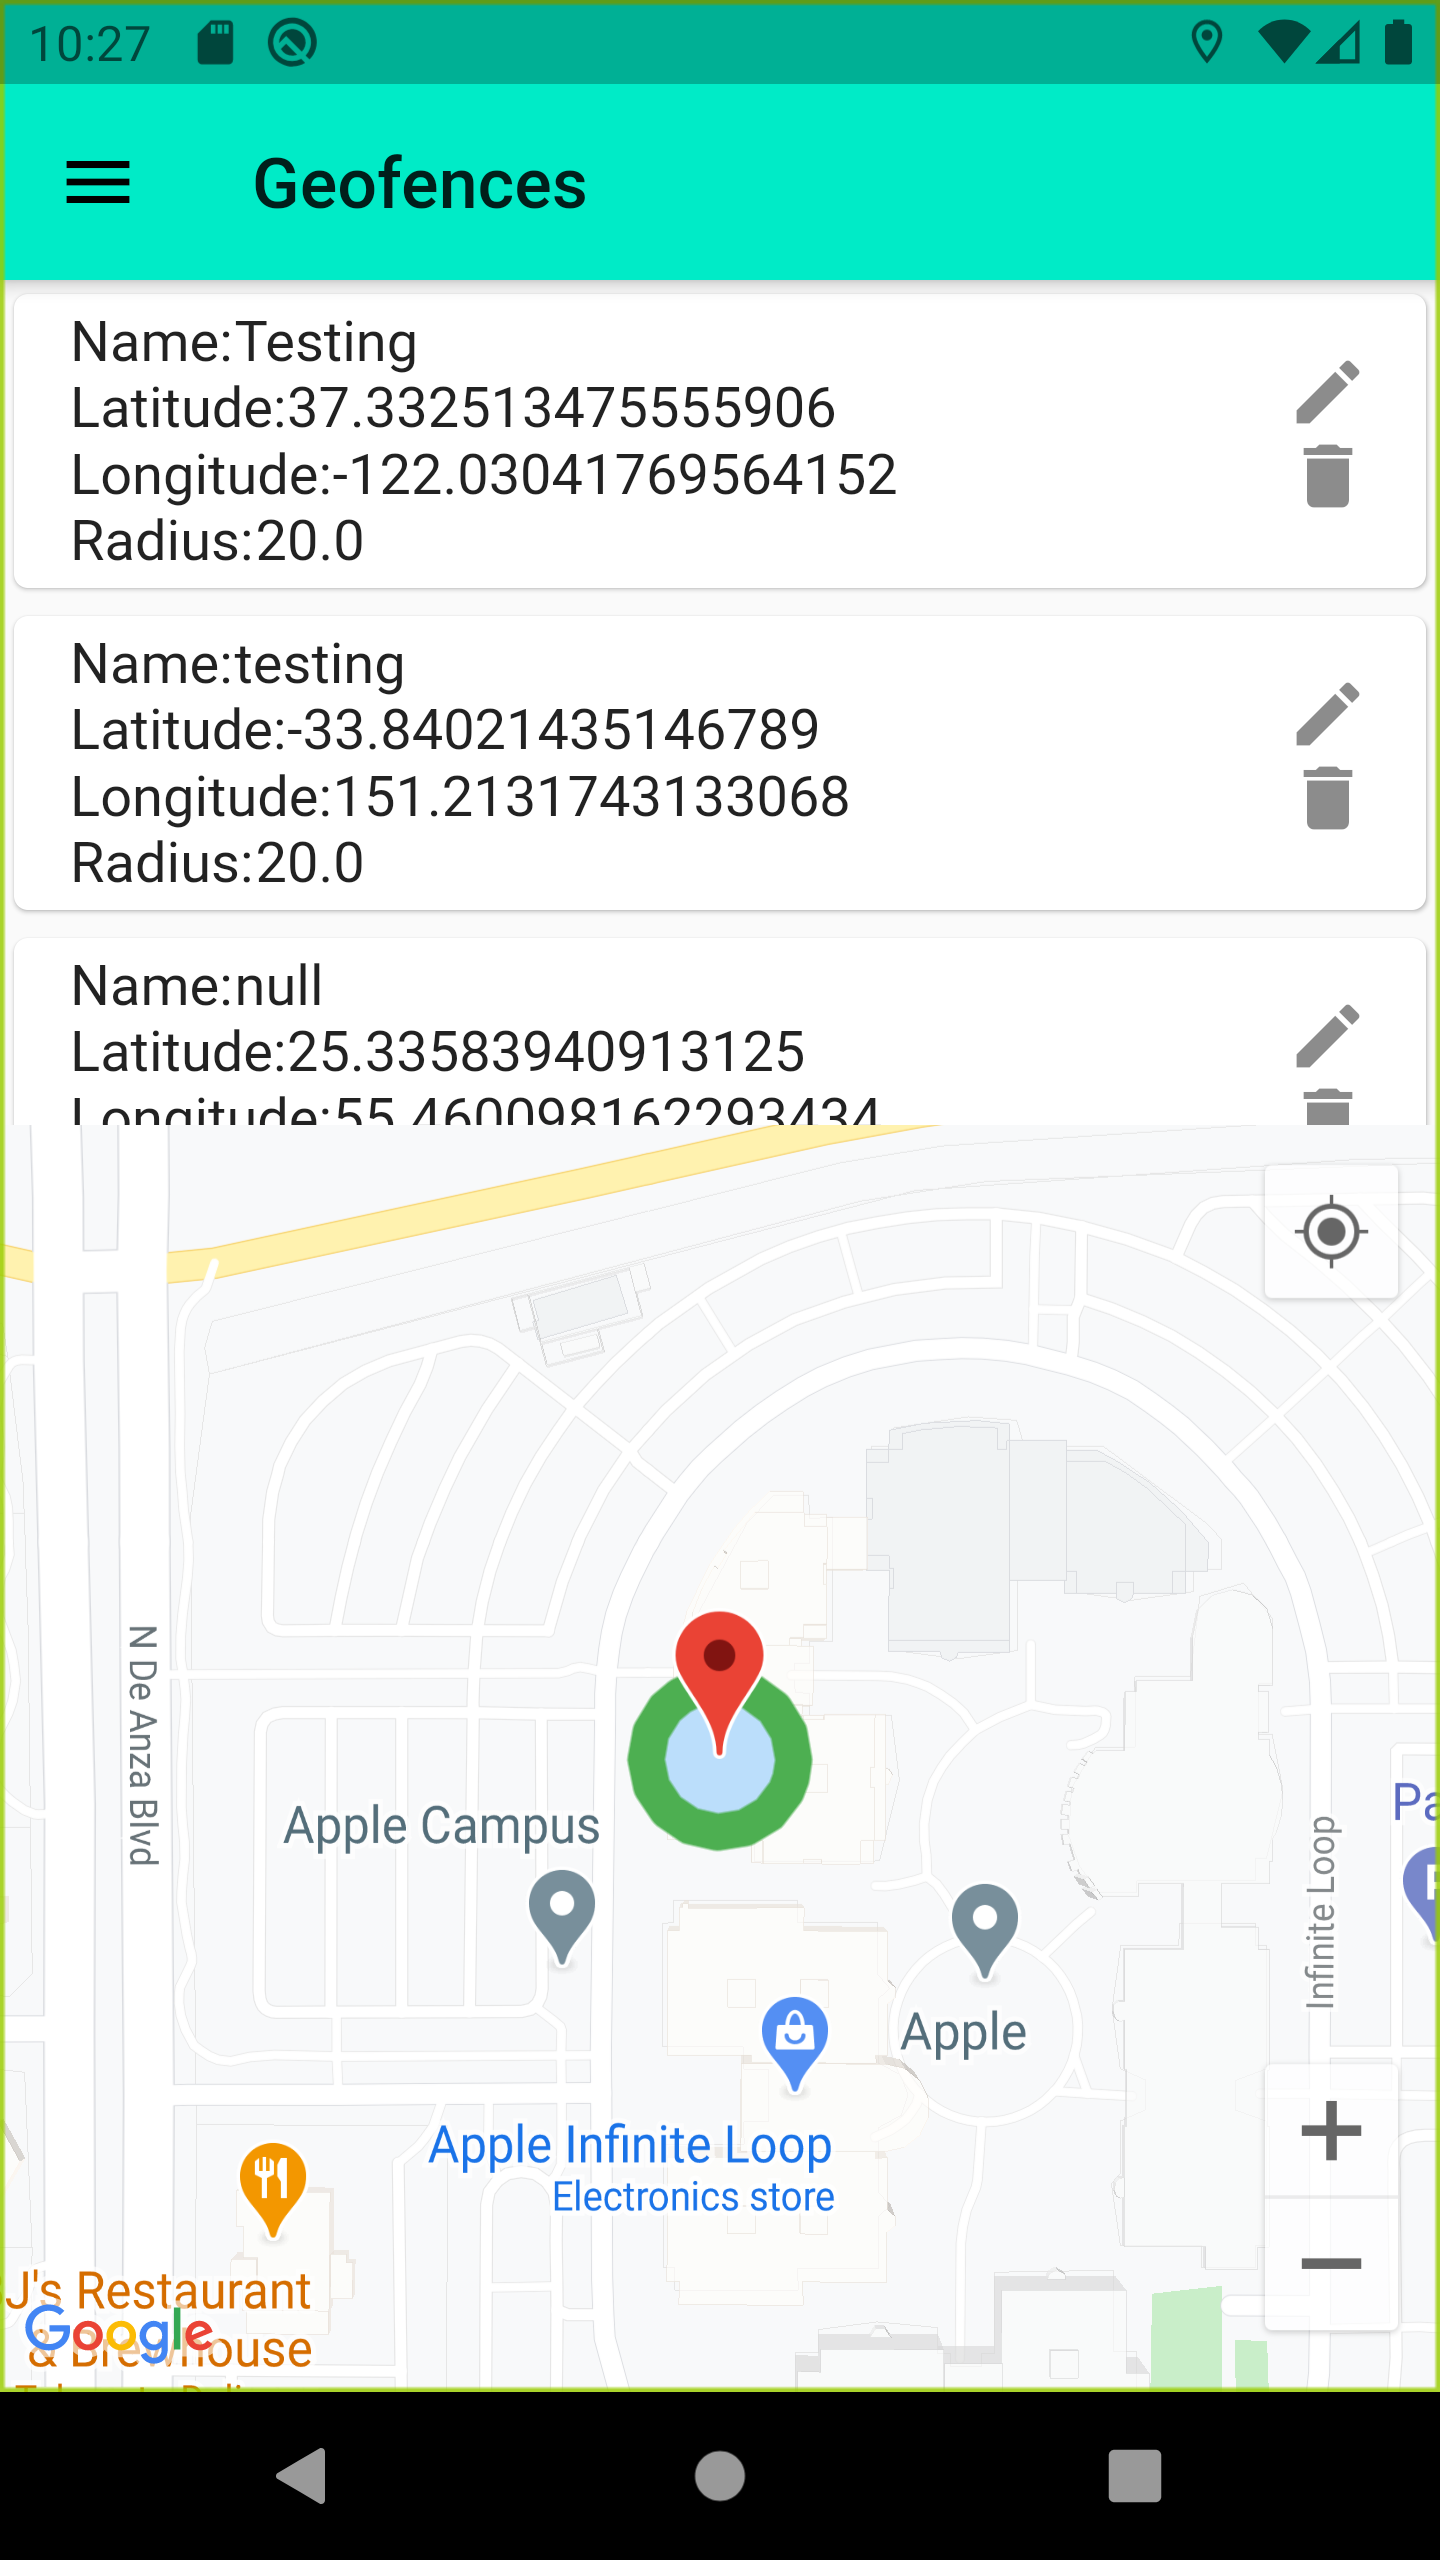 10:27
Geofences
Name:Testing
Latitude:37.332513475555906
Longitude:-122.03041769564152
Radius:20.0
Name:testing
Latitude:-33.84021435146789
Longitude:151.2131743133068
Radius:20.0
Name:null
Latitude:25.33583940913125
Longitude:55.460098162293434
N De Anza Blvd
Apple Campus
Pa
P
Infinite Loop
Apple
Apple Infinite Loop
Electronics store
J's Restaurant
& Brewhouse
Google